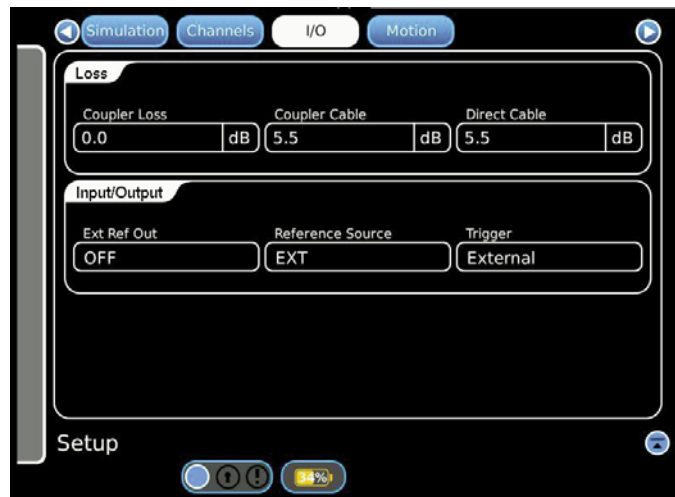 Simulation Channels I/O Motion
Loss
Coupler Loss Coupler Cable Direct Cable
0.0 dB 5.5 dB 5.5 dB
Input/Output
Ext Ref Out Reference Source Trigger
OFF EXT External
Setup
34%